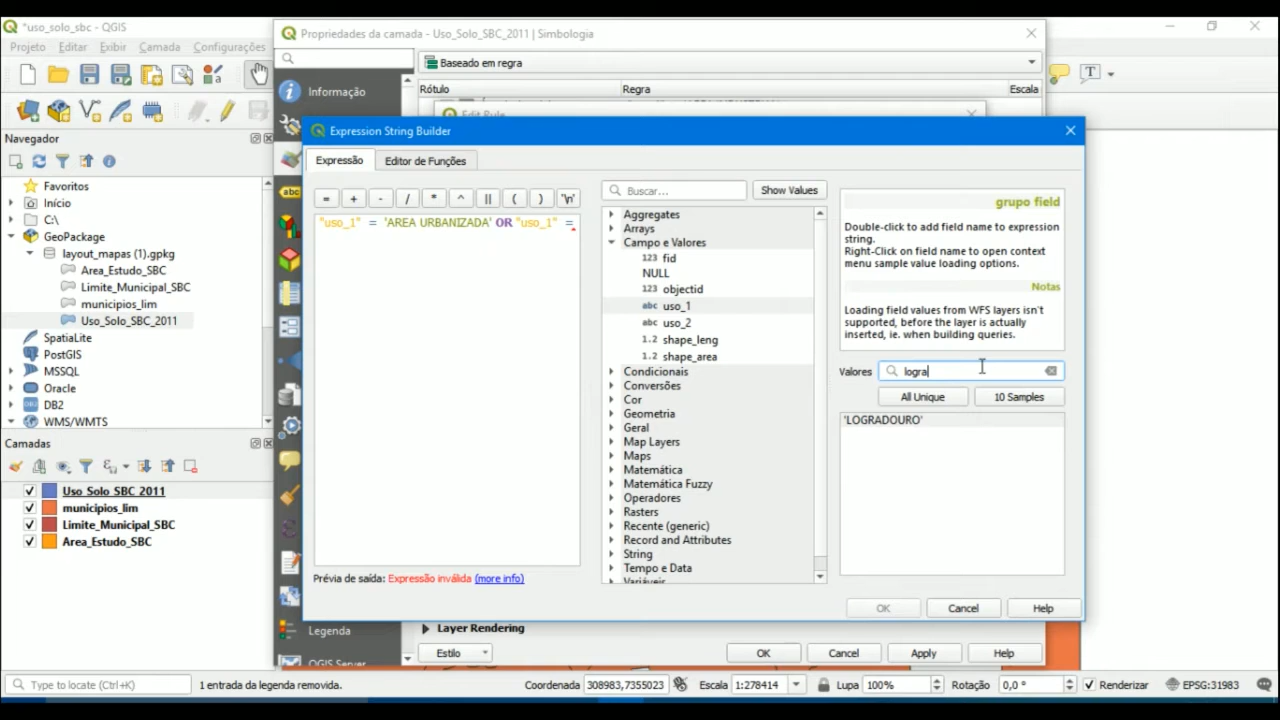 *uso_solo_sbc - QGIS
Projeto Editar Exibir Camada Configurações
Navegador
Favoritos
Início
C:\
GeoPackage
layout_mapas (1).gpkg
Area_Estudo_SBC
Limite_Municipal_SBC
municipios_lim
Uso_Solo_SBC_2011
SpatiaLite
PostGIS
MSSQL
Oracle
DB2
WMS/WMTS
Camadas
Uso_Solo_SBC_2011
municipios_lim
Limite_Municipal_SBC
Area_Estudo_SBC
Propriedades da camada - Uso_Solo_SBC_2011 | Simbologia
Baseado em regra
Rótulo Regra Escala
Informação
Edit Rule
abc
Expression String Builder
Expressão Editor de Funções
= + - / * ^ || ( ) '\n'
"uso_1" = 'AREA URBANIZADA' OR "uso_1" =
Prévia de saída: Expressão inválida (more info)
Buscar... Show Values
Aggregates
Arrays
Campo e Valores
123 fid
NULL
123 objectid
abc uso_1
abc uso_2
1.2 shape_leng
1.2 shape_area
Condicionais
Conversões
Cor
Geometria
Geral
Map Layers
Maps
Matemática
Matemática Fuzzy
Operadores
Rasters
Recente (generic)
Record and Attributes
String
Tempo e Data
Variáveis
grupo field
Double-click to add field name to expression
string.
Right-Click on field name to open context
menu sample value loading options.
Notas
Loading field values from WFS layers isn't
supported, before the layer is actually
inserted, ie. when building queries.
Valores logra
All Unique 10 Samples
'LOGRADOURO'
OK Cancel Help
Legenda
QGIS Server
Layer Rendering
Estilo OK Cancel Apply Help
Type to locate (Ctrl+K) 1 entrada da legenda removida. Coordenada 308983,7355023 Escala 1:278414 Lupa 100% Rotação 0,0 ° Renderizar EPSG:31983